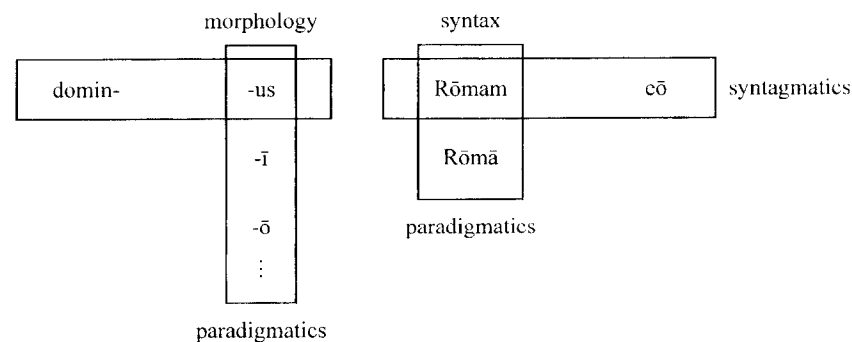 morphology syntax
domin- -us Rōmam eō syntagmatics
-ī Rōmā
-ō paradigmatics
⋮
paradigmatics